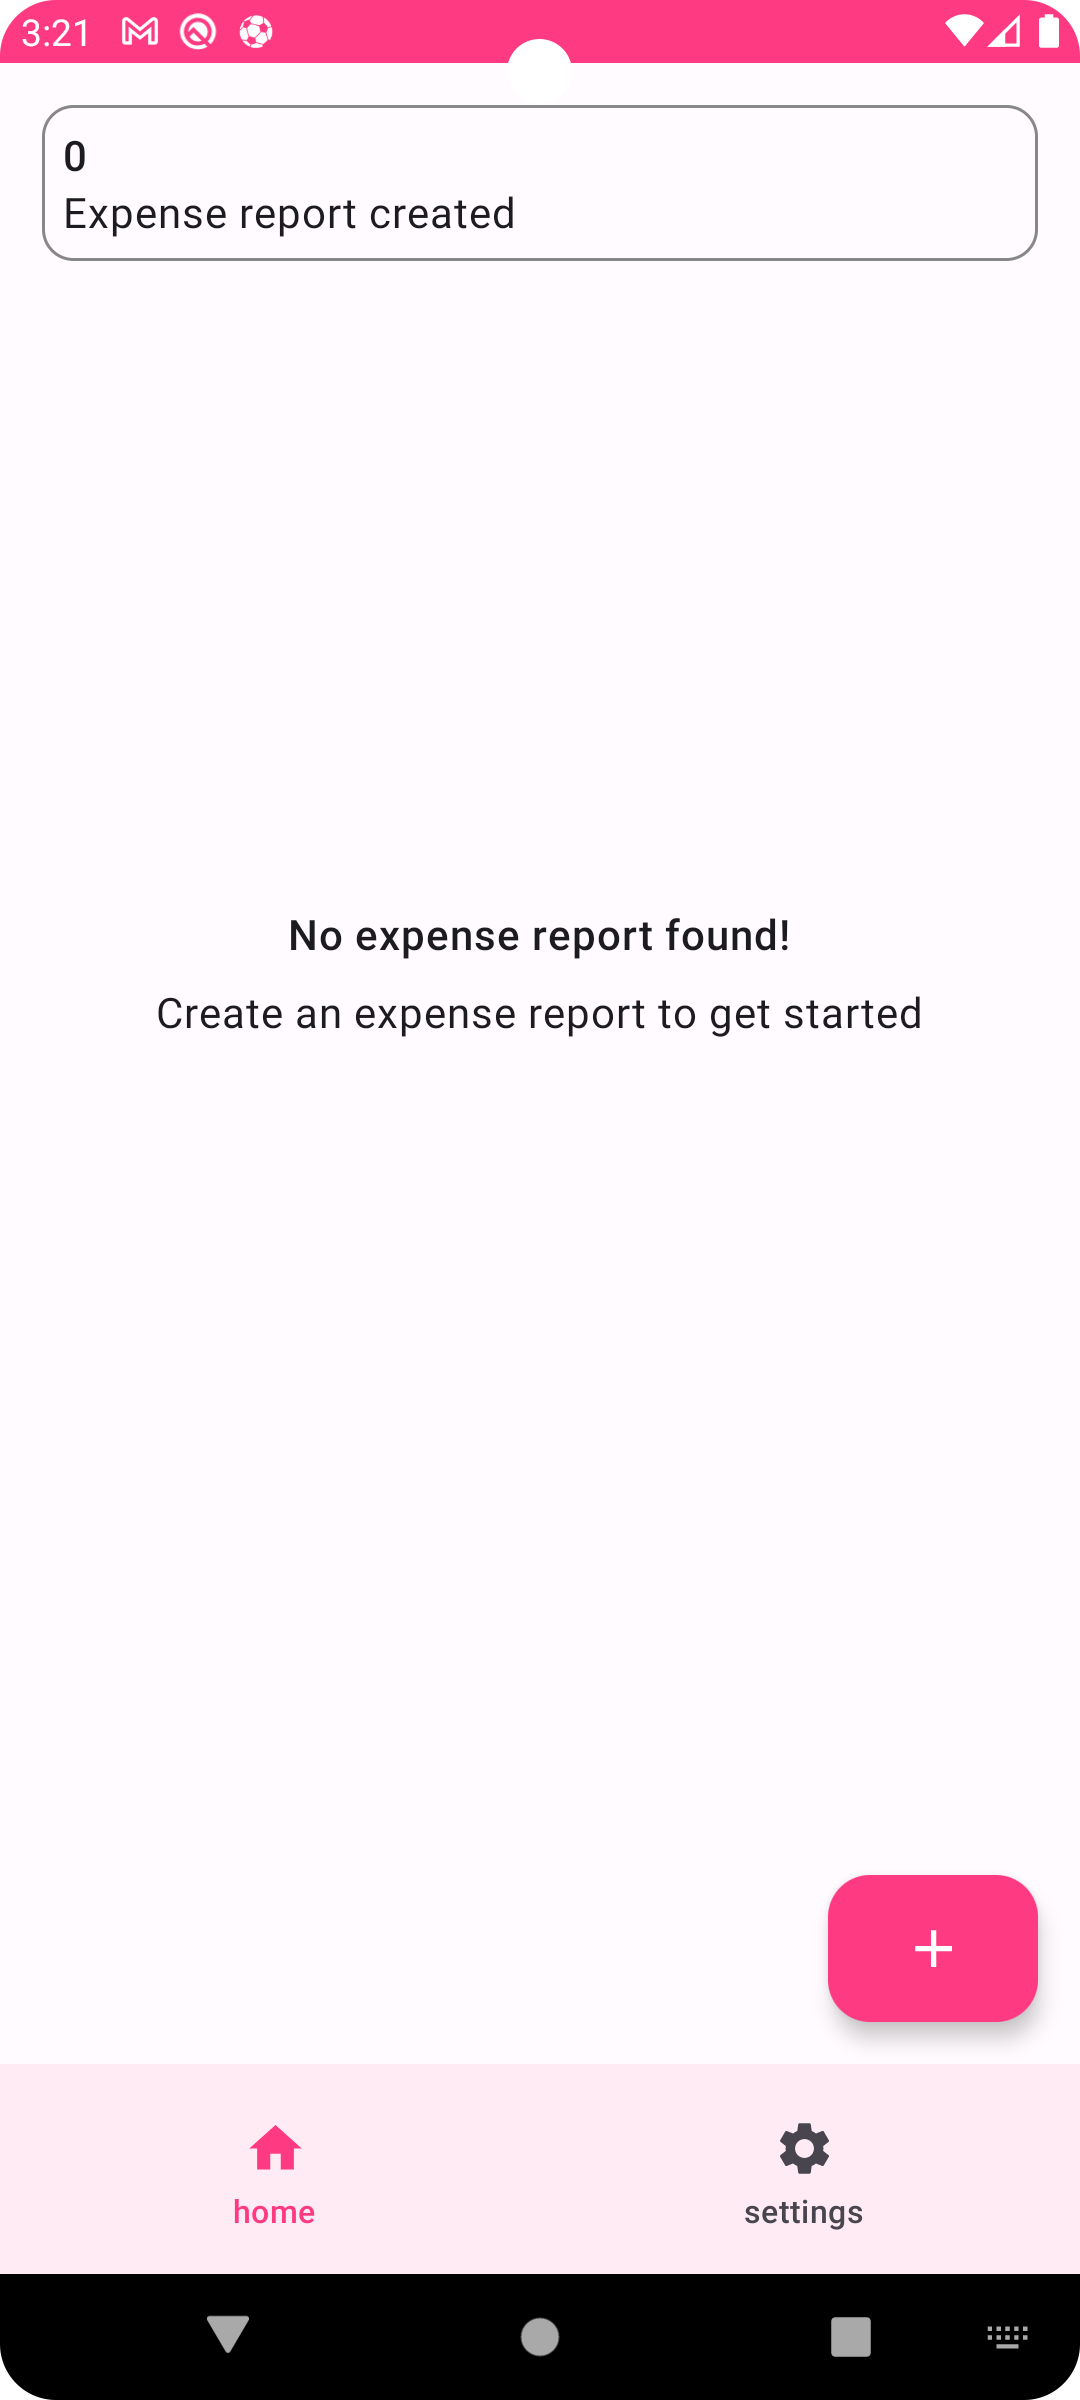 3:21
0
Expense report created
No expense report found!
Create an expense report to get started
home
settings